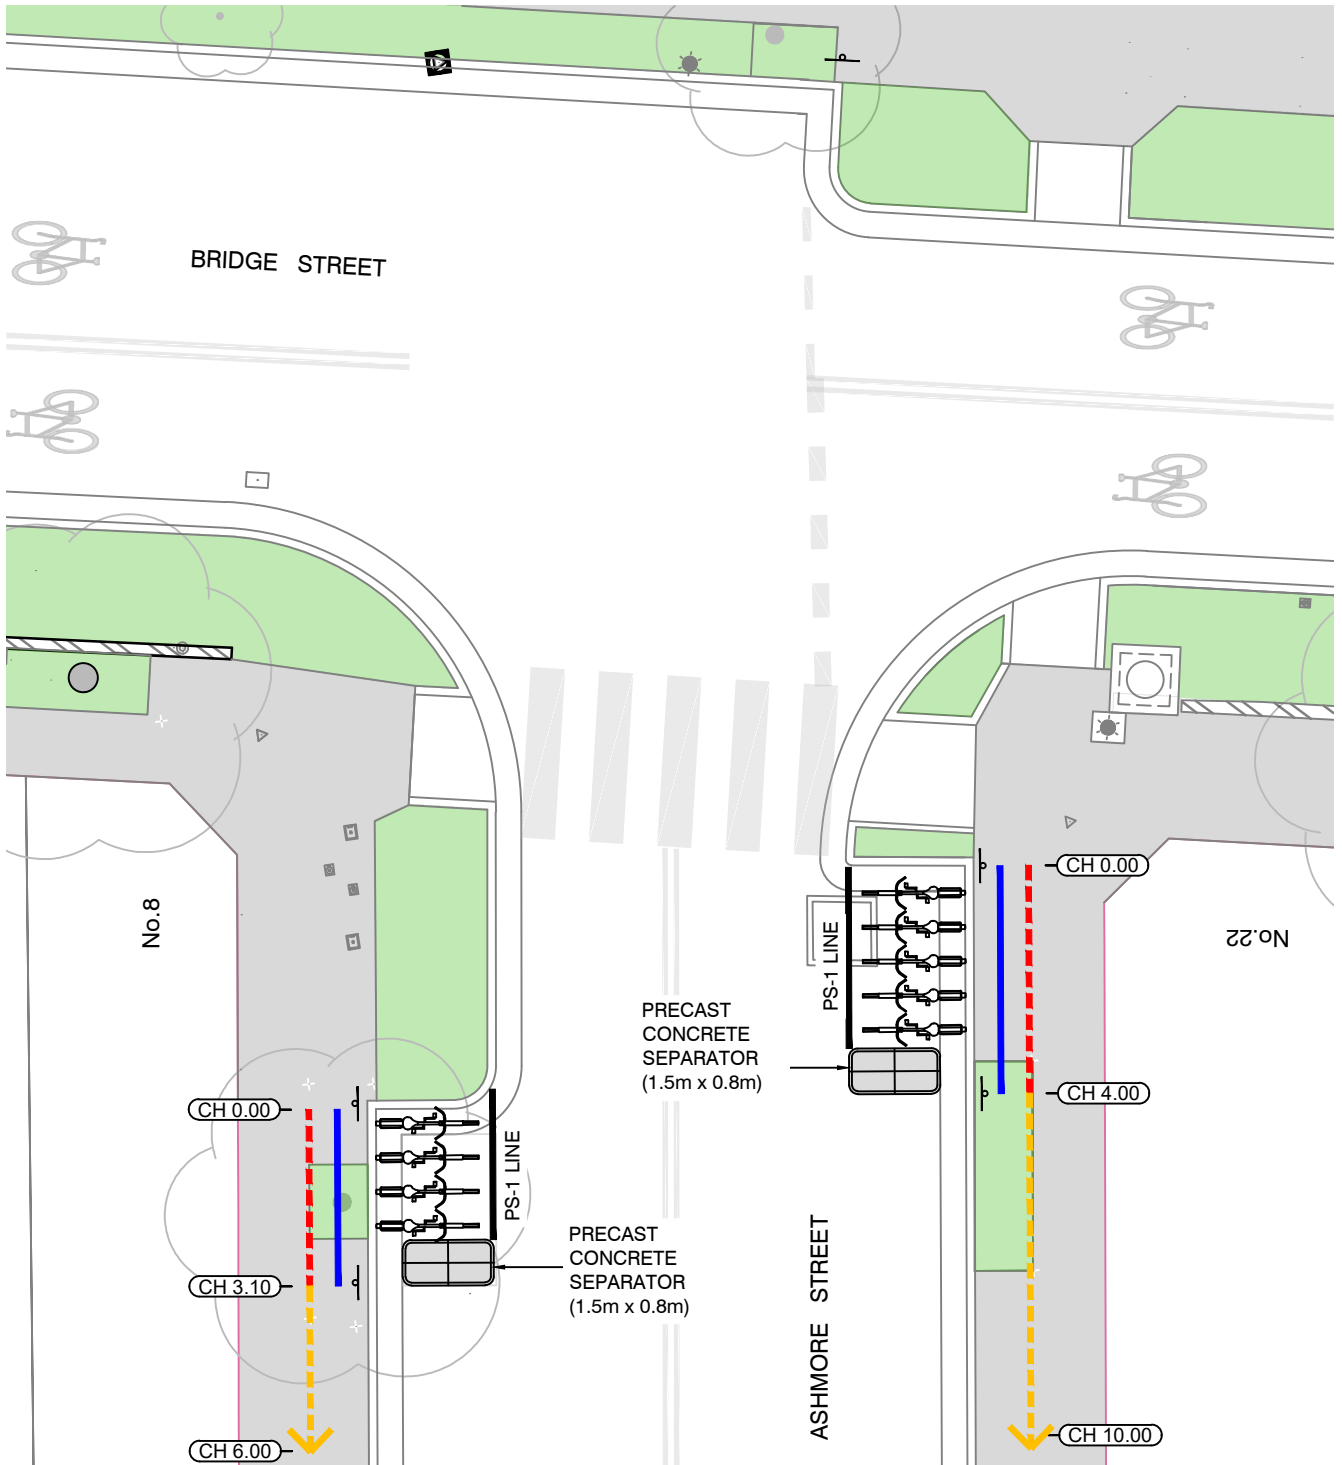 BRIDGE STREET
No.8
No.22
CH 0.00
PS-1 LINE
PRECAST
CONCRETE
SEPARATOR
(1.5m x 0.8m)
CH 4.00
CH 0.00
PS-1 LINE
PRECAST
CONCRETE
SEPARATOR
(1.5m x 0.8m)
CH 3.10
ASHMORE STREET
CH 10.00
CH 6.00